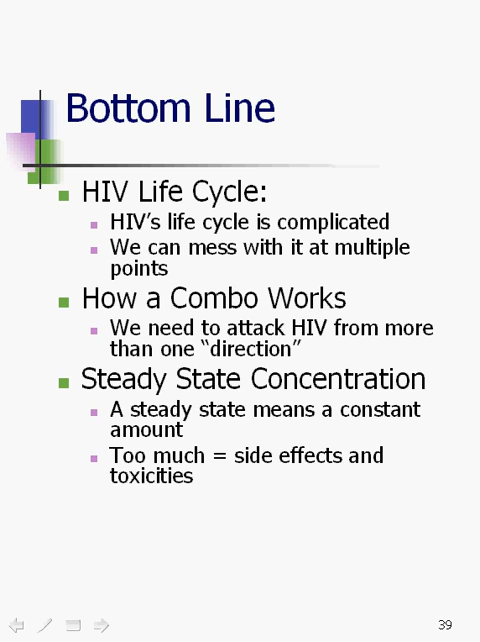 Bottom Line
HIV Life Cycle:
HIV’s life cycle is complicated
We can mess with it at multiple
points
How a Combo Works
We need to attack HIV from more
than one “direction”
Steady State Concentration
A steady state means a constant
amount
Too much = side effects and
toxicities
39